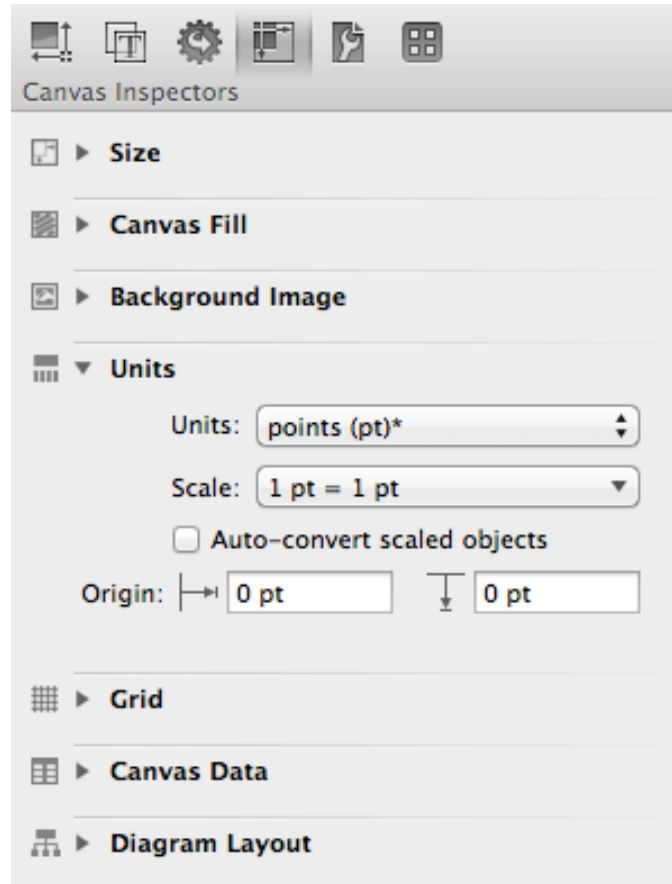 Canvas Inspectors
Size
Canvas Fill
Background Image
Units
Units: points (pt)*
Scale: 1 pt = 1 pt
Auto-convert scaled objects
Origin: 0 pt 0 pt
Grid
Canvas Data
Diagram Layout